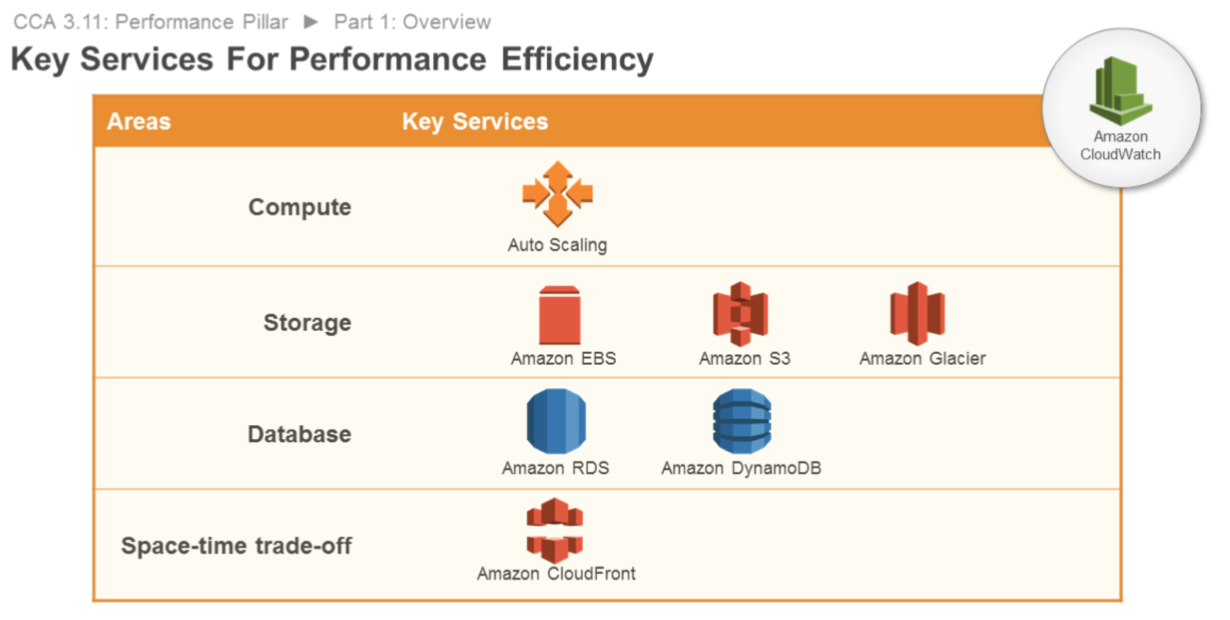 CCA 3.11: Performance Pillar ► Part 1: Overview
Key Services For Performance Efficiency
Amazon
CloudWatch
Areas Key Services
Compute
Auto Scaling
Storage
Amazon EBS Amazon S3 Amazon Glacier
Database
Amazon RDS Amazon DynamoDB
Space-time trade-off
Amazon CloudFront